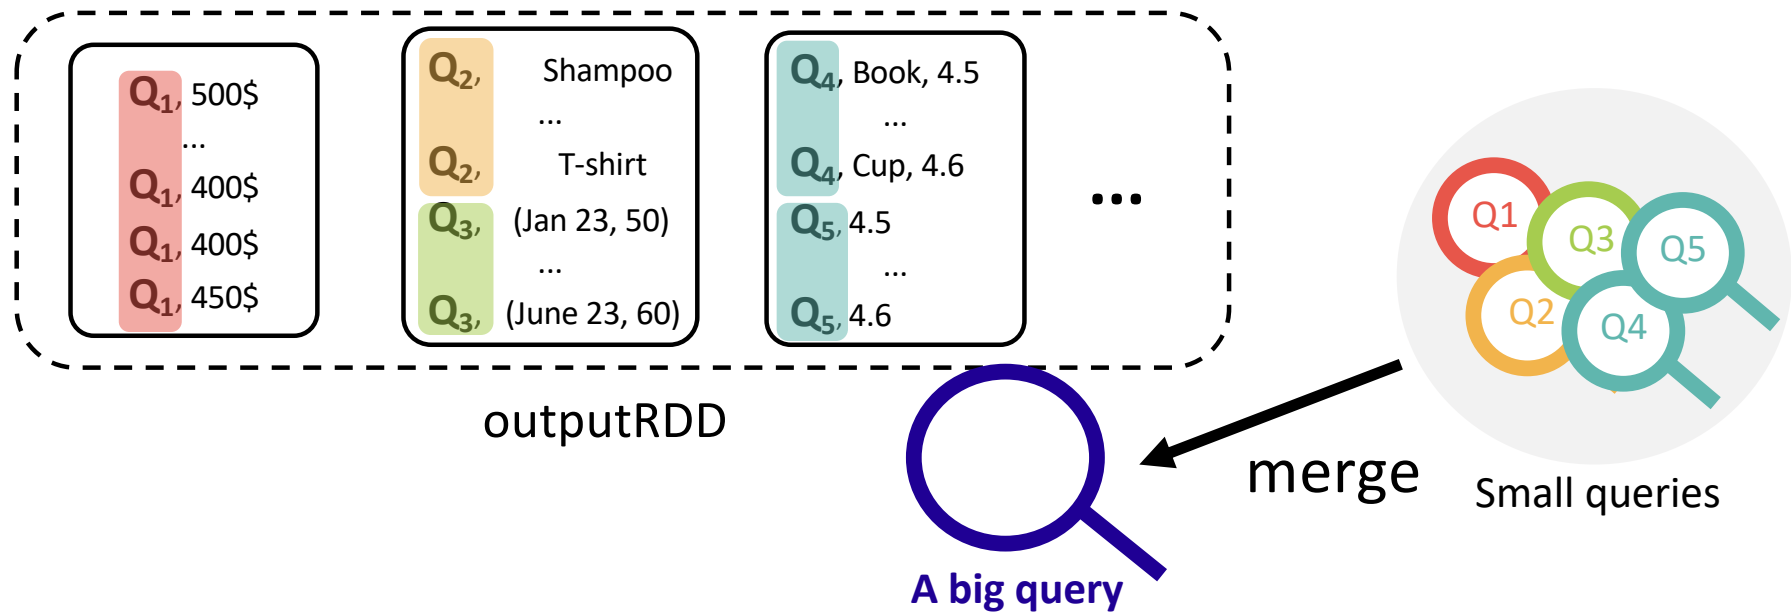 Q1, 500$
...
Q1, 400$
Q1, 400$
Q1, 450$
Q2, Shampoo
...
Q2, T-shirt
Q3, (Jan 23, 50)
...
Q3, (June 23, 60)
Q4, Book, 4.5
...
Q4, Cup, 4.6
Q5, 4.5
...
Q5, 4.6
...
outputRDD
A big query
merge
Q1
Q3
Q5
Q2
Q4
Small queries